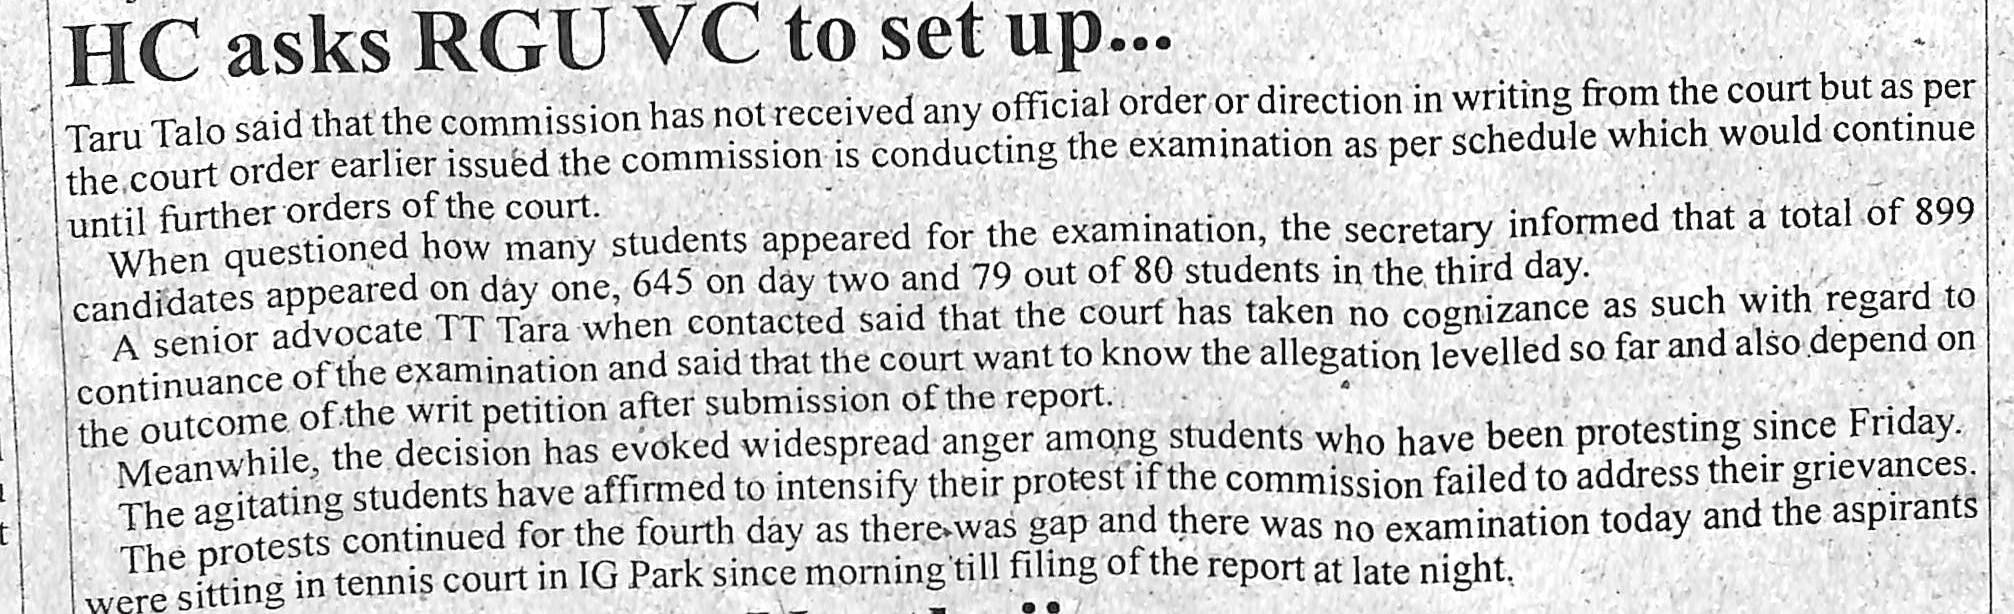 HC asks RGU VC to set up...
Taru Talo said that the commission has not received any official order or direction in writing from the court but as per
the court order earlier issued the commission is conducting the examination as per schedule which would continue
until further orders of the court.
When questioned how many students appeared for the examination, the secretary informed that a total of 899
candidates appeared on day one, 645 on day two and 79 out of 80 students in the third day.
A senior advocate TT Tara when contacted said that the court has taken no cognizance as such with regard to
continuance of the examination and said that the court want to know the allegation levelled so far and also depend on
the outcome of the writ petition after submission of the report.
Meanwhile, the decision has evoked widespread anger among students who have been protesting since Friday.
The agitating students have affirmed to intensify their protest if the commission failed to address their grievances.
The protests continued for the fourth day as there was gap and there was no examination today and the aspirants
were sitting in tennis court in IG Park since morning till filing of the report at late night.